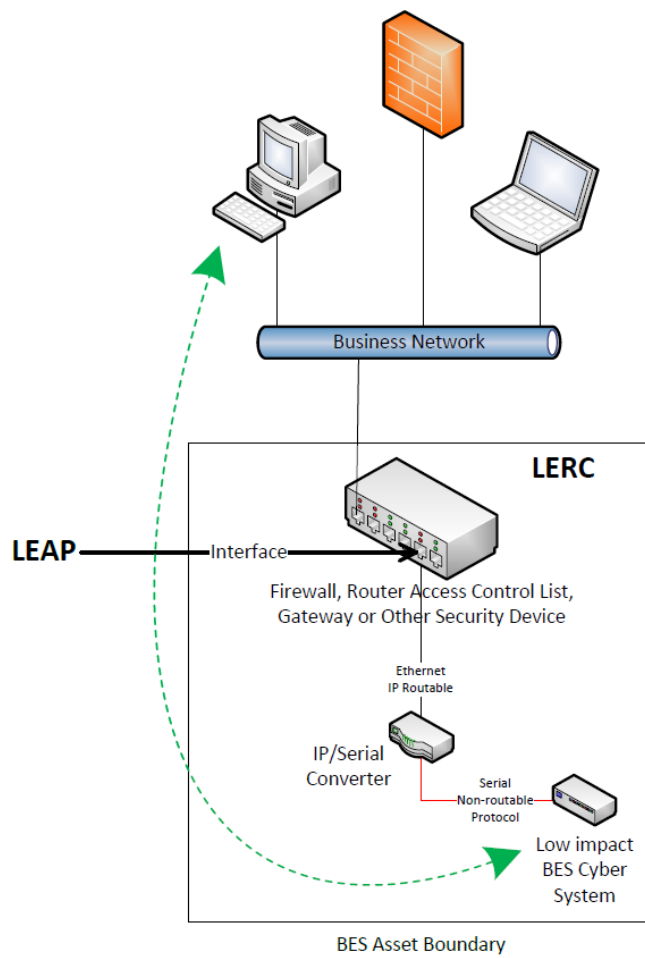 Business Network
LERC
LEAP
Interface
Firewall, Router Access Control List,
Gateway or Other Security Device
Ethernet
IP Routable
IP/Serial
Converter
Serial
Non-routable
Protocol
Low impact
BES Cyber
System
BES Asset Boundary